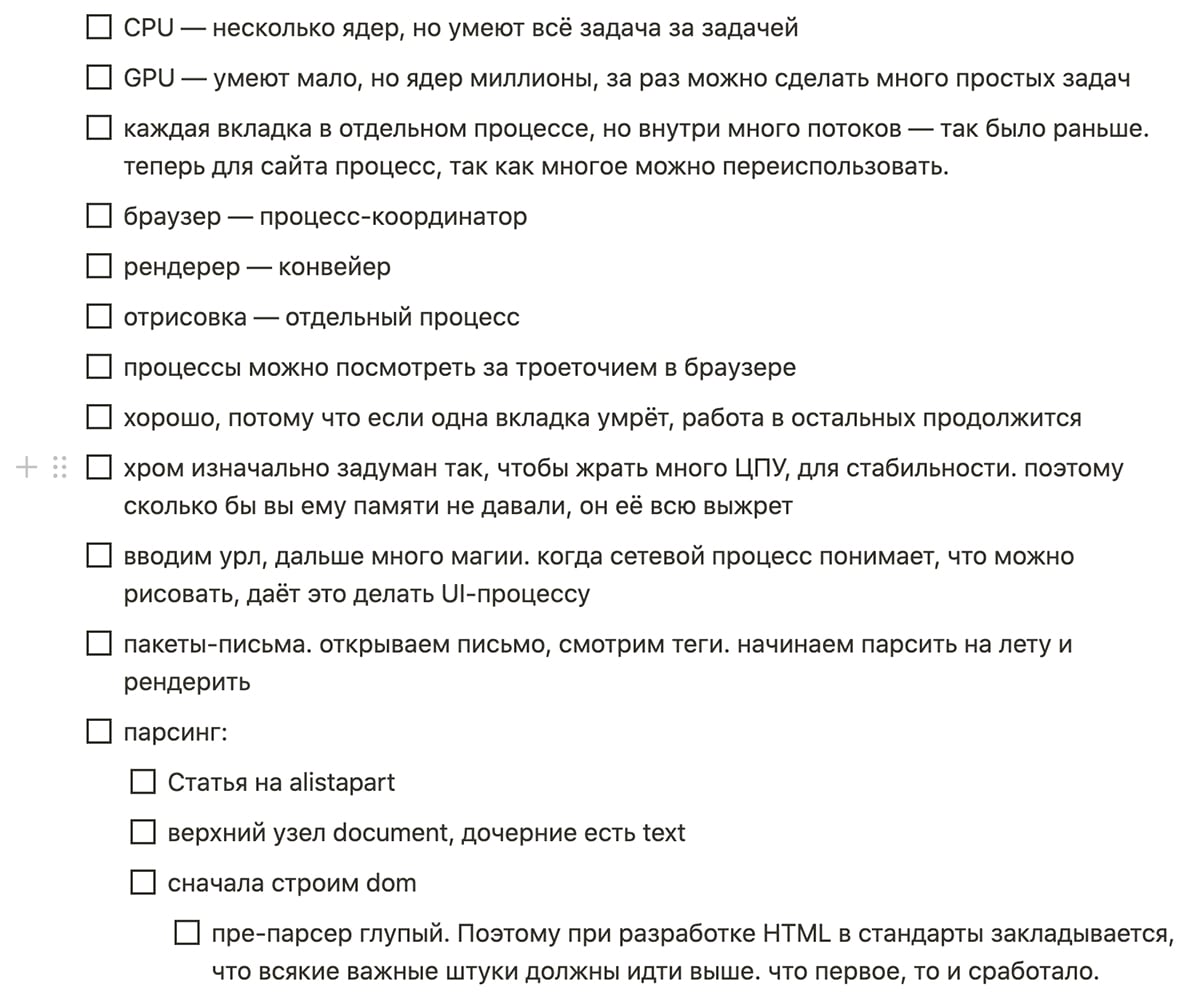 CPU — несколько ядер, но умеют всё задача за задачей
GPU — умеют мало, но ядер миллионы, за раз можно сделать много простых задач
каждая вкладка в отдельном процессе, но внутри много потоков — так было раньше.
теперь для сайта процесс, так как многое можно переиспользовать.
браузер — процесс-координатор
рендерер — конвейер
отрисовка — отдельный процесс
процессы можно посмотреть за троеточием в браузере
хорошо, потому что если одна вкладка умрёт, работа в остальных продолжится
хром изначально задуман так, чтобы жрать много ЦПУ, для стабильности. поэтому
сколько бы вы ему памяти не давали, он её всю выжрет
вводим урл, дальше много магии. когда сетевой процесс понимает, что можно
рисовать, даёт это делать UI-процессу
пакеты-письма. открываем письмо, смотрим теги. начинаем парсить на лету и
рендерить
парсинг:
Статья на alistapart
верхний узел document, дочерние есть text
сначала строим dom
пре-парсер глупый. Поэтому при разработке HTML в стандарты закладывается,
что всякие важные штуки должны идти выше. что первое, то и сработало.